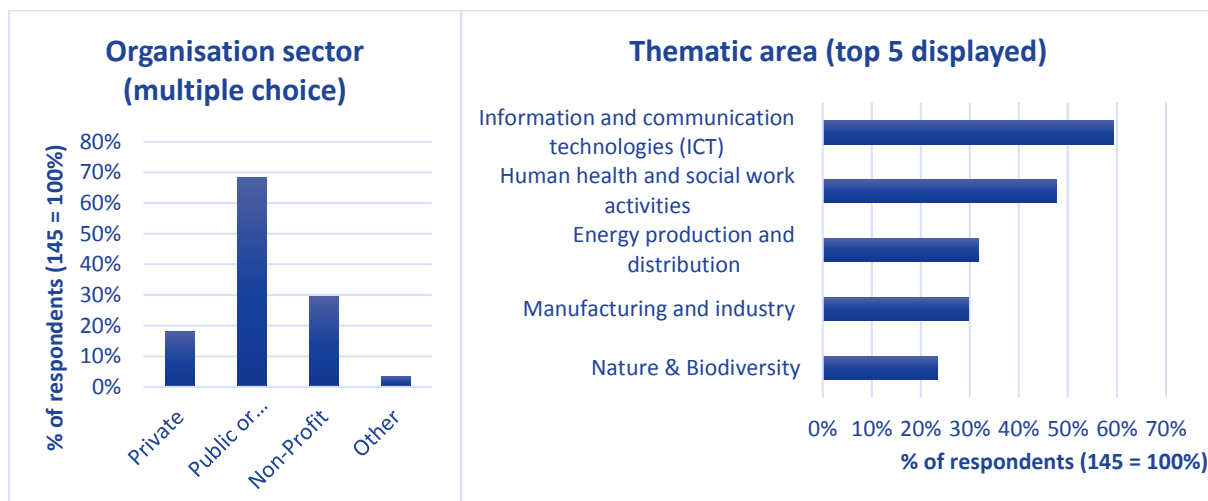 Organisation sector
(multiple choice)
% of respondents (145 = 100%)
80%
70%
60%
50%
40%
30%
20%
10%
0%
Private
Public or...
Non-Profit
Other
Thematic area (top 5 displayed)
Information and communication
technologies (ICT)
Human health and social work
activities
Energy production and
distribution
Manufacturing and industry
Nature & Biodiversity
0% 10% 20% 30% 40% 50% 60% 70%
% of respondents (145 = 100%)